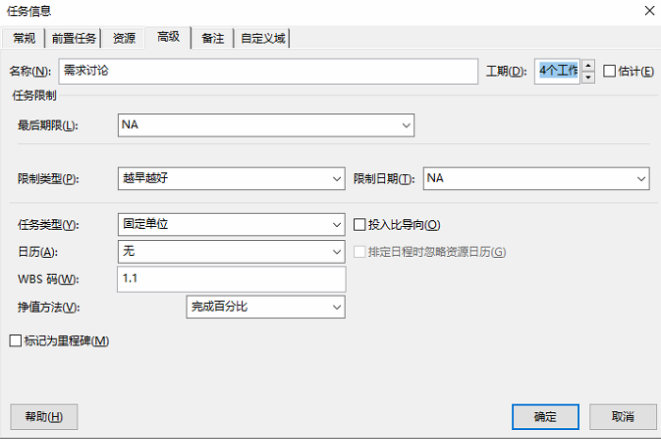 任务信息
常规 前置任务 资源 高级 备注 自定义域
名称(N): 需求讨论 工期(D): 4个工作 估计(E)
任务限制
最后期限(L): NA
限制类型(P): 越早越好 限制日期(T): NA
任务类型(Y): 固定单位 投入比导向(O)
日历(A): 无 排定日程时忽略资源日历(G)
WBS 码(W): 1.1
挣值方法(V): 完成百分比
标记为里程碑(M)
帮助(H) 确定 取消